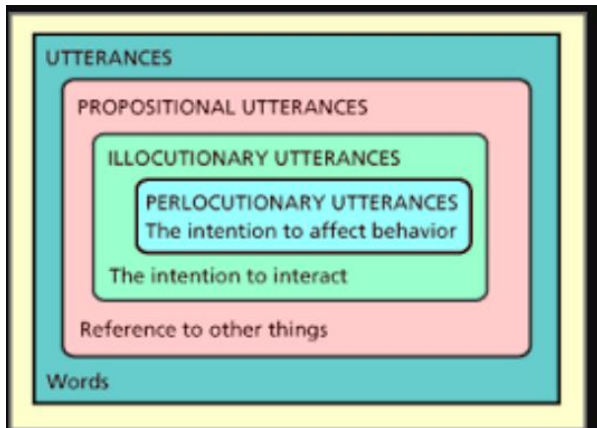 UTTERANCES
PROPOSITIONAL UTTERANCES
ILLOCUTIONARY UTTERANCES
PERLOCUTIONARY UTTERANCES
The intention to affect behavior
The intention to interact
Reference to other things
Words